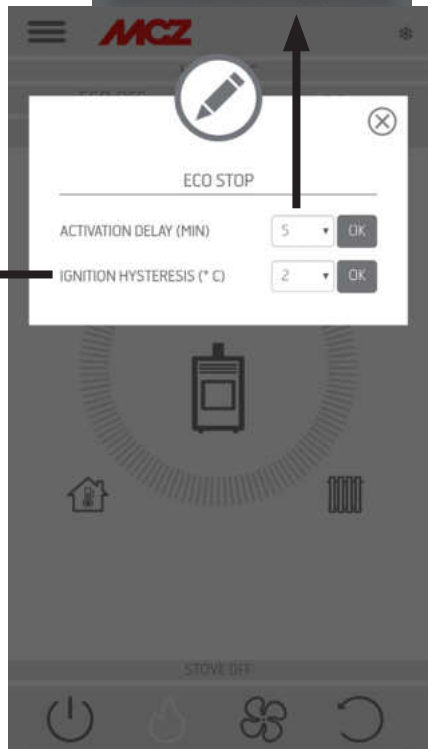 MCZ
ECO STOP
ACTIVATION DELAY (MIN) 5 OK
IGNITION HYSTERESIS (° C) 2 OK
STOVE OFF